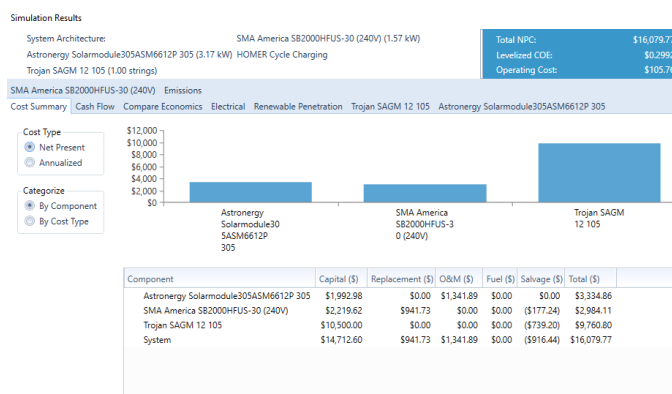 Simulation Results
System Architecture:
SMA America SB2000HFUS-30 (240V) (1.57 kW)
Astronergy Solarmodule305ASM6612P 305 (3.17 kW)
HOMER Cycle Charging
Trojan SAGM 12 105 (1.00 strings)
Total NPC: $16,079.77
Levelized COE: $0.299
Operating Cost: $105.76
SMA America SB2000HFUS-30 (240V) Emissions
Cost Summary Cash Flow Compare Economics Electrical Renewable Penetration Trojan SAGM 12 105 Astronergy Solarmodule305ASM6612P 305
Cost Type
Net Present
Annualized
Categorize
By Component
By Cost Type
$12,000
$10,000
$8,000
$6,000
$4,000
$2,000
$0
Astronergy
Solarmodule30
5ASM6612P
305
SMA America
SB2000HFUS-3
0 (240V)
Trojan SAGM
12 105
Component Capital ($) Replacement ($) O&M ($) Fuel ($) Salvage ($) Total ($)
Astronergy Solarmodule305ASM6612P 305 $1,992.98 $0.00 $1,341.89 $0.00 $0.00 $3,334.86
SMA America SB2000HFUS-30 (240V) $2,219.62 $941.73 $0.00 $0.00 ($177.24) $2,984.11
Trojan SAGM 12 105 $10,500.00 $0.00 $0.00 $0.00 ($739.20) $9,760.80
System $14,712.60 $941.73 $1,341.89 $0.00 ($916.44) $16,079.77